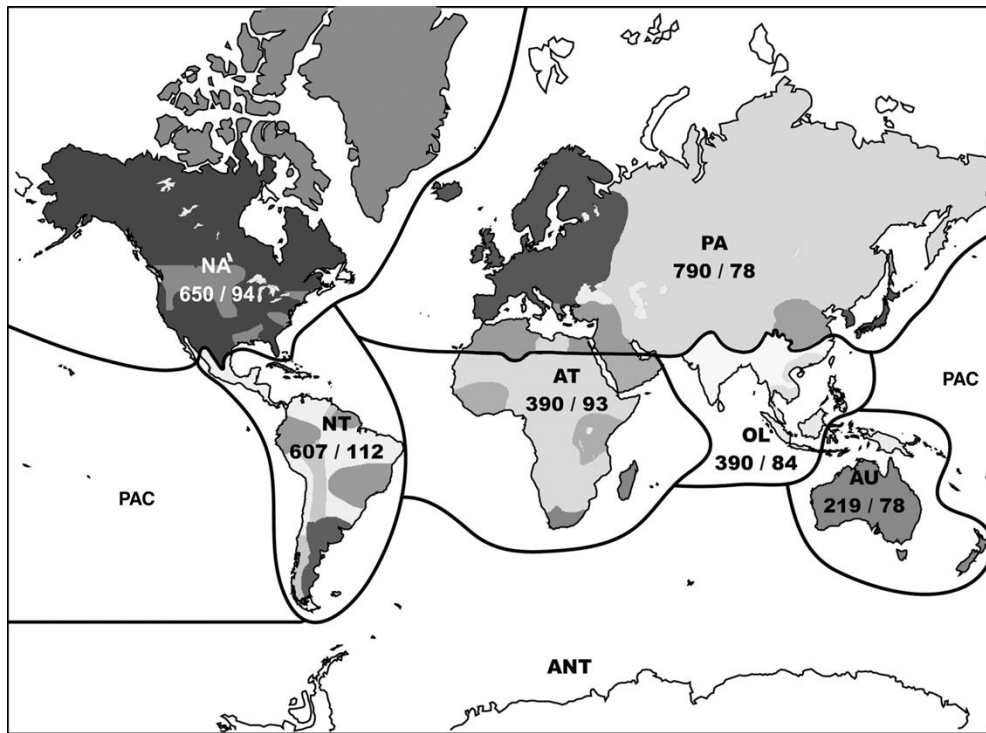 NA
650 / 94
PA
790 / 78
AT
390 / 93
NT
607 / 112
OL
390 / 84
AU
219 / 78
PAC
PAC
ANT